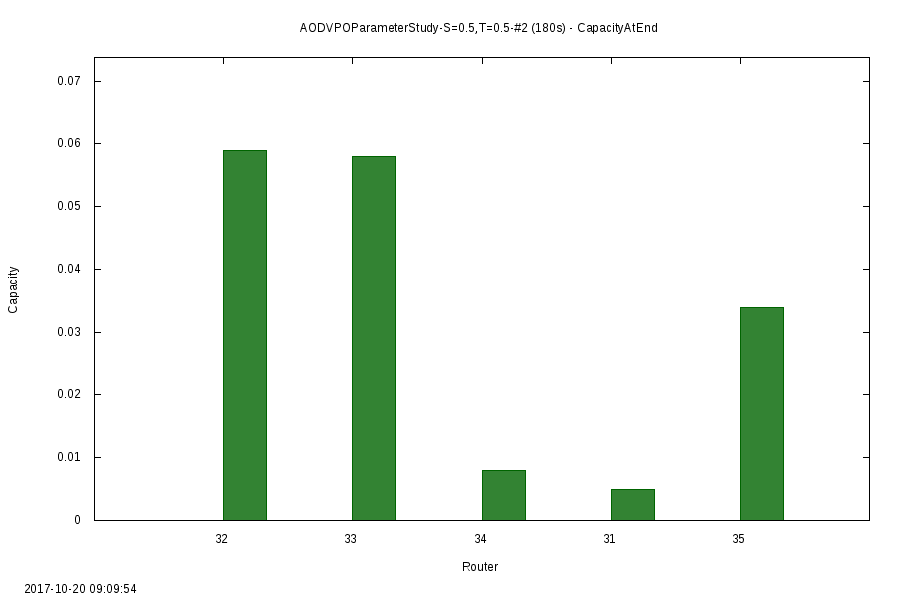 AODVPOParameterStudy-S=0.5,T=0.5-#2 (180s) - CapacityAtEnd
0.07
0.06
0.05
0.04
0.03
0.02
0.01
0
Capacity
32 33 34 31 35
Router
2017-10-20 09:09:54